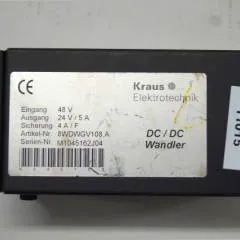 CE
Kraus
Elektrotechnik
Eingang 48 V
Ausgang 24 V / 5 A
Sicherung 4 A / F
Artikel-Nr. 8WDWGV108.A
Serien-Nr. M1045162J04
DC / DC
Wandler